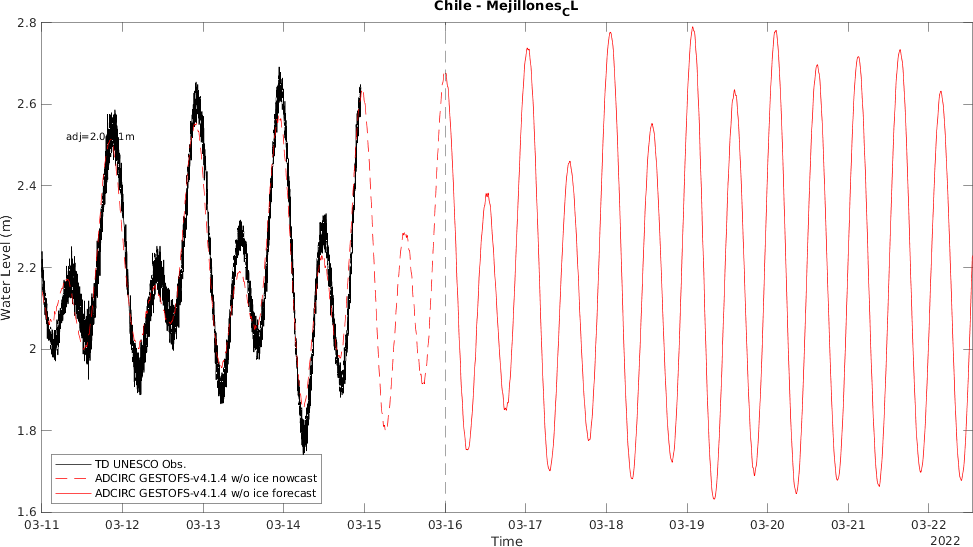 Chile - Mejillones_CL
2.8
2.6
2.4
2.2
2
1.8
1.6
Water Level (m)
TD UNESCO Obs.
ADCIRC GESTOFS-v4.1.4 w/o ice nowcast
ADCIRC GESTOFS-v4.1.4 w/o ice forecast
03-11 03-12 03-13 03-14 03-15 03-16 03-17 03-18 03-19 03-20 03-21 03-22
Time
2022